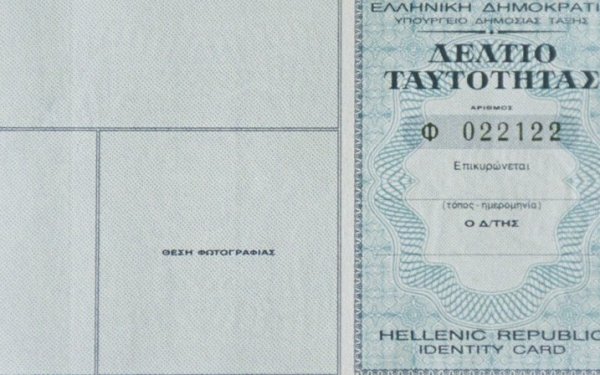 ΕΛΛΗΝΙΚΗ ΔΗΜΟΚΡΑΤΙ
ΥΠΟΥΡΓΕΙΟ ΔΗΜΟΣΙΑΣ ΤΑΞΗΣ
ΔΕΛΤΙΟ
ΤΑΥΤΟΤΗΤΑΣ
ΑΡΙΘΜΟΣ
Φ 022122
Επικυρώνεται
(τόπος - ημερομηνία)
Ο Δ/ΤΗΣ
ΘΕΣΗ ΦΩΤΟΓΡΑΦΙΑΣ
HELLENIC REPUBLIC
IDENTITY CARD